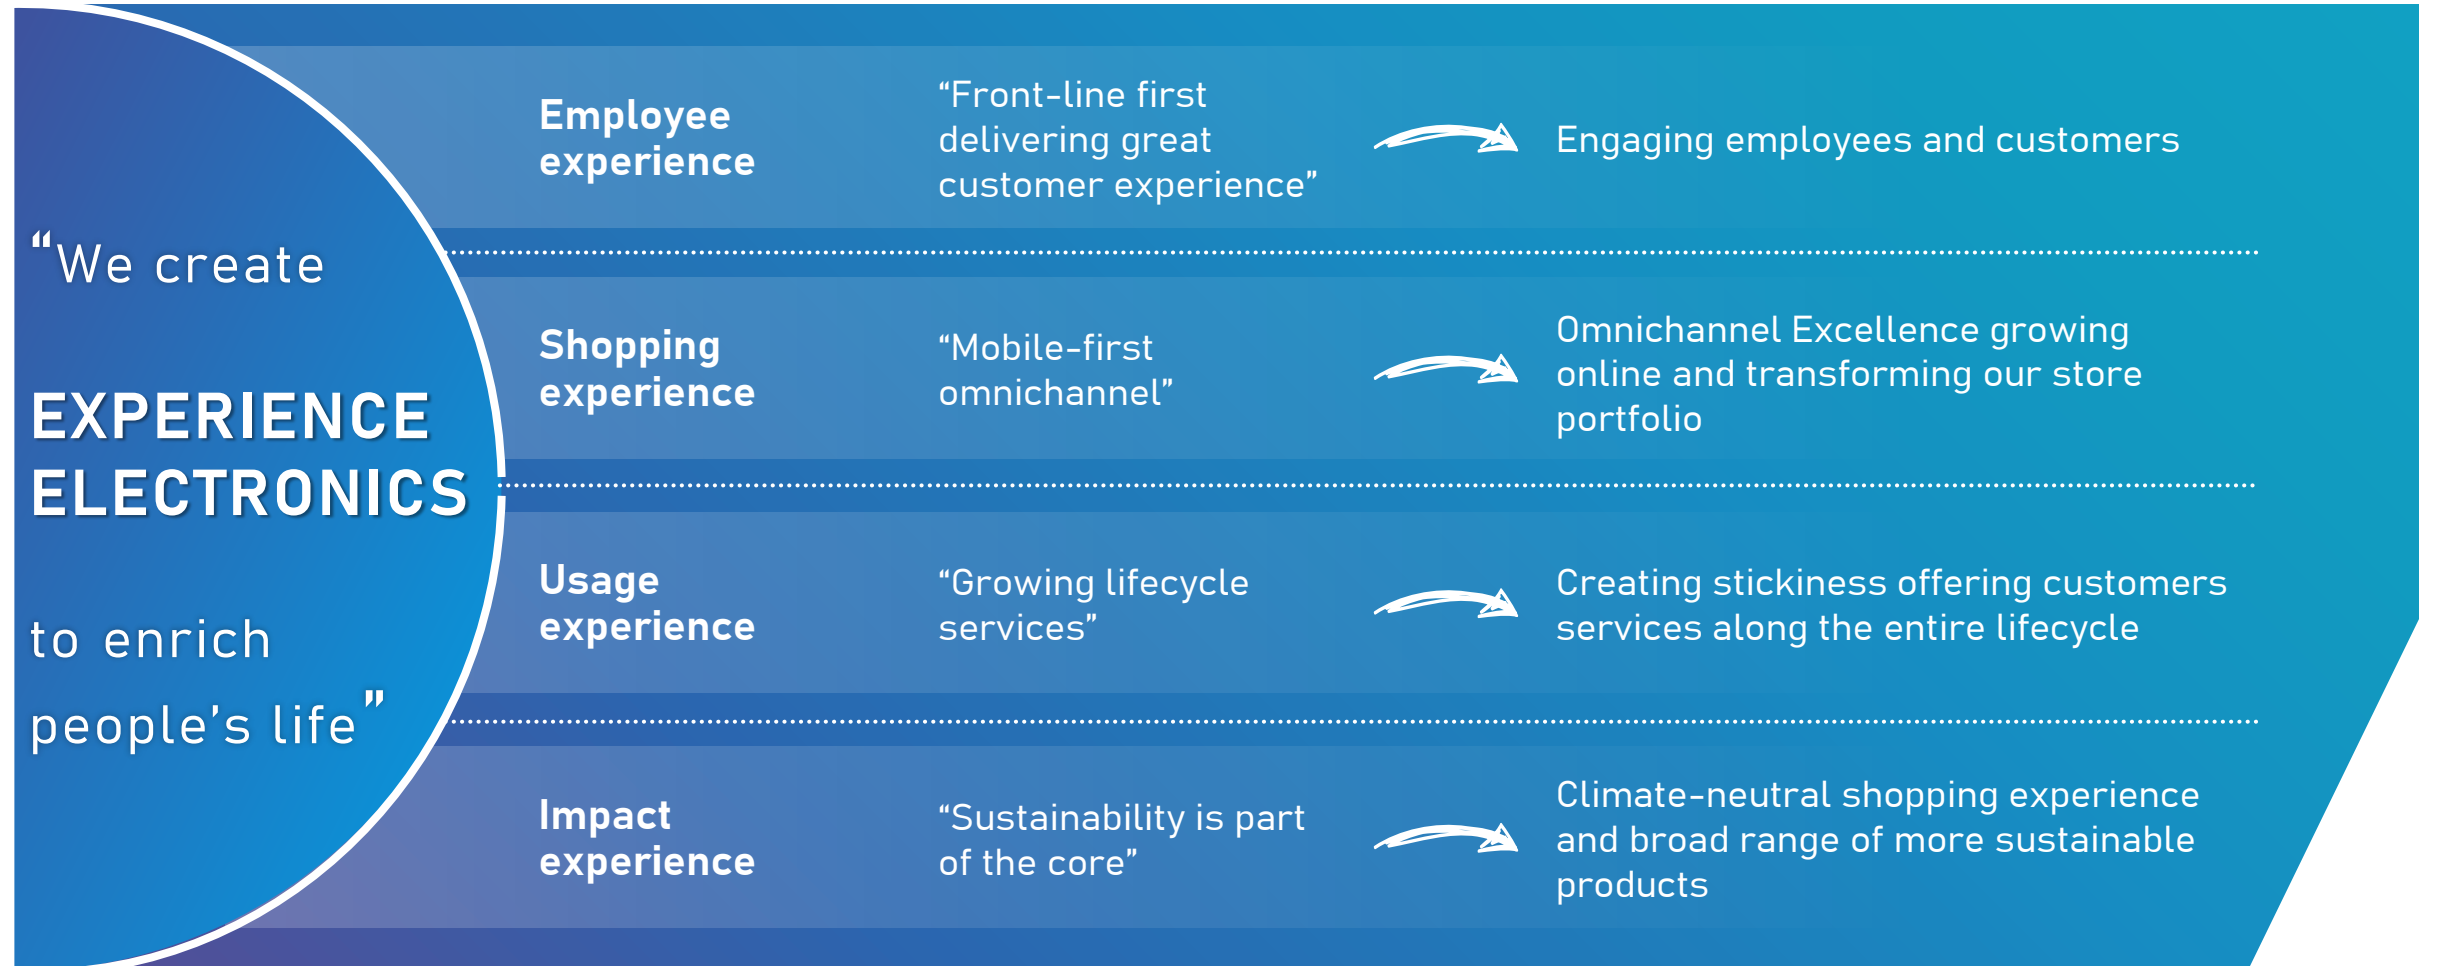 “We create
EXPERIENCE
ELECTRONICS
to enrich
people’s life”
Employee
experience
“Front-line first
delivering great
customer experience”
Engaging employees and customers
Shopping
experience
“Mobile-first
omnichannel”
Omnichannel Excellence growing
online and transforming our store
portfolio
Usage
experience
“Growing lifecycle
services”
Creating stickiness offering customers
services along the entire lifecycle
Impact
experience
“Sustainability is part
of the core”
Climate-neutral shopping experience
and broad range of more sustainable
products